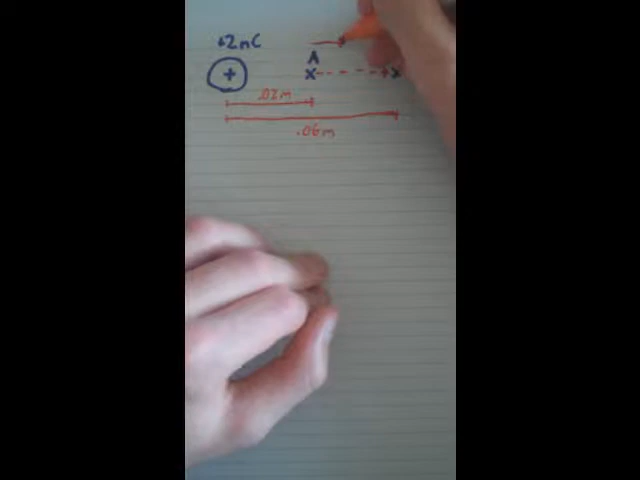 +2nC
A
+
x x
.02m
.06m